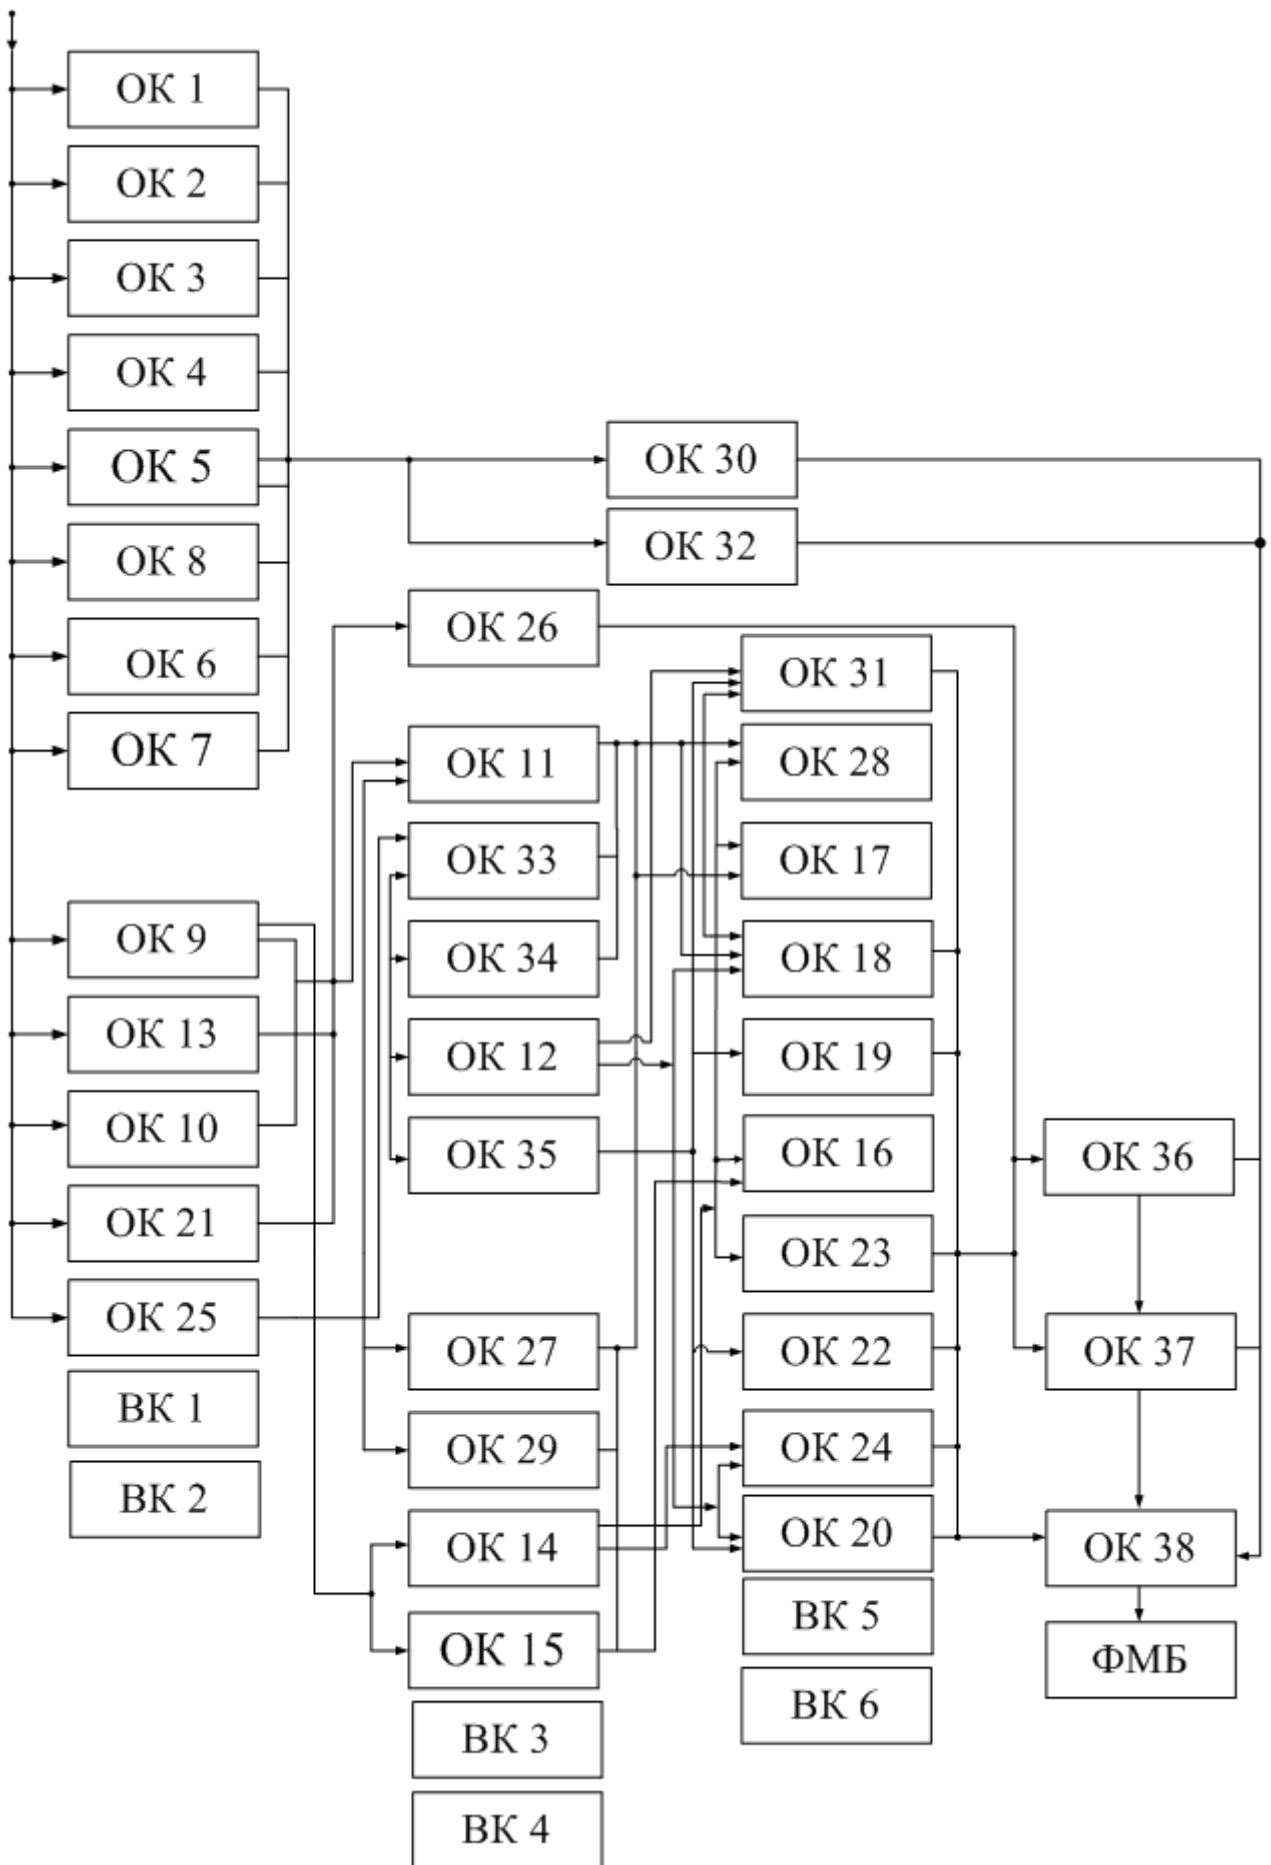 ОК 1
ОК 2
ОК 3
ОК 4
ОК 5
ОК 8
ОК 6
ОК 7
ОК 9
ОК 13
ОК 10
ОК 21
ОК 25
ВК 1
ВК 2
ОК 30
ОК 32
ОК 26
ОК 11
ОК 33
ОК 34
ОК 12
ОК 35
ОК 27
ОК 29
ОК 14
ОК 15
ВК 3
ВК 4
ОК 31
ОК 28
ОК 17
ОК 18
ОК 19
ОК 16
ОК 23
ОК 22
ОК 24
ОК 20
ВК 5
ВК 6
ОК 36
ОК 37
ОК 38
ФМБ